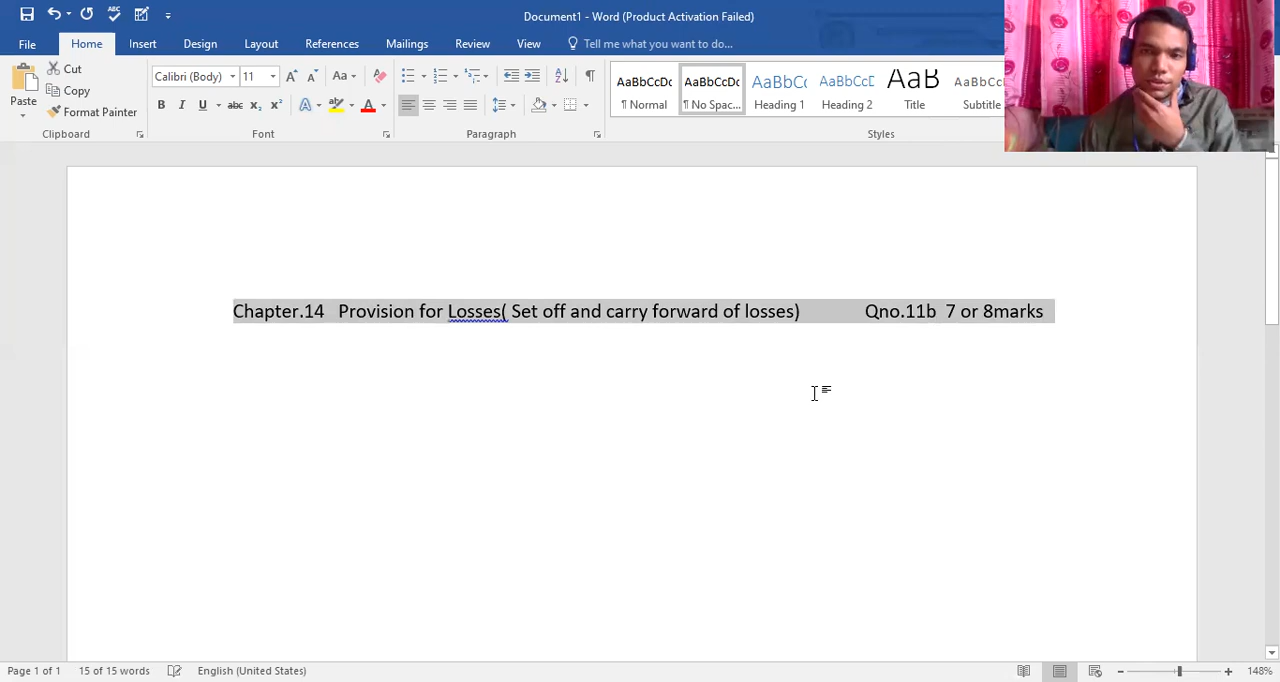 Document1 - Word (Product Activation Failed)
File Home Insert Design Layout References Mailings Review View Tell me what you want to do...
Paste
Cut
Copy
Format Painter
Clipboard
Calibri (Body) 11
Font
Paragraph
AaBbCcDc AaBbCcDc AaBbCc AaBbCcE AaB AaBbCcD
¶ Normal ¶ No Spac... Heading 1 Heading 2 Title Subtitle
Styles
Chapter.14 Provision for Losses( Set off and carry forward of losses) Qno.11b 7 or 8marks
Page 1 of 1 15 of 15 words English (United States) 148%